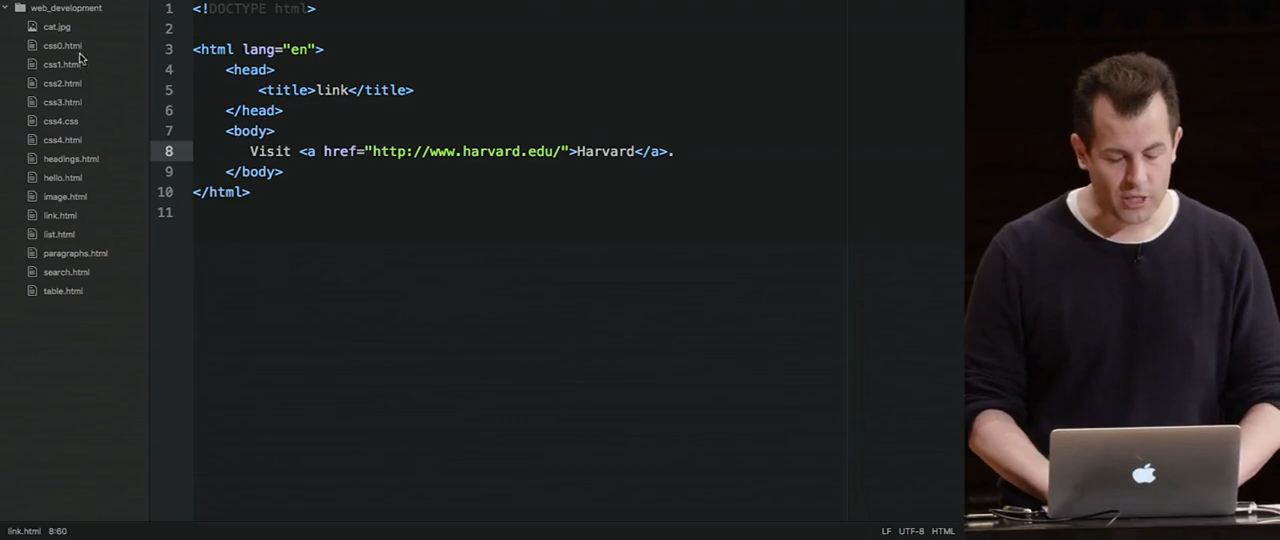 web_development
cat.jpg
css0.html
css1.html
css2.html
css3.html
css4.css
css4.html
headings.html
hello.html
image.html
link.html
list.html
paragraphs.html
search.html
table.html
1 <!DOCTYPE html>
2
3 <html lang="en">
4 <head>
5 <title>link</title>
6 </head>
7 <body>
8 Visit <a href="http://www.harvard.edu/">Harvard</a>.
9 </body>
10 </html>
11
link.html 8:60 LF UTF-8 HTML